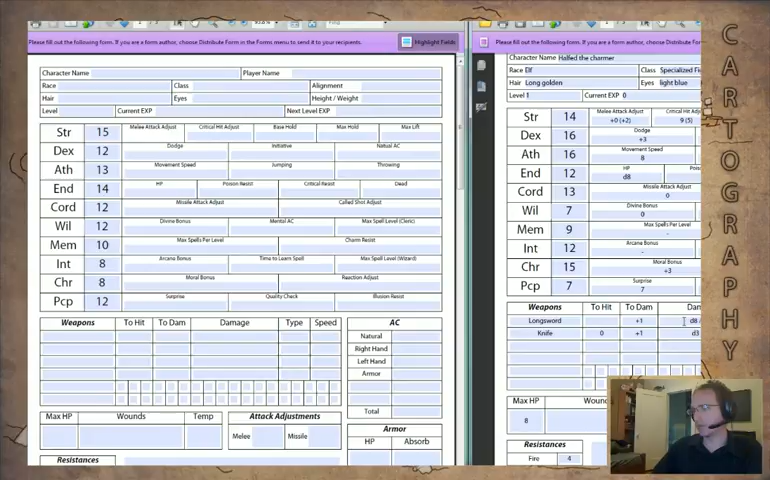 Please fill out the following form. If you are a form author, choose Distribute Form in the Forms menu to send it to your recipients.
Highlight Fields
Character Name Player Name
Race Class Alignment
Hair Eyes Height / Weight
Level Current EXP Next Level EXP
Str 15 Melee Attack Adjust Critical Hit Adjust Base Hold Max Hold Max Lift
Dex 12 Dodge Initiative Natual AC
Ath 13 Movement Speed Jumping Throwing
End 14 HP Poison Resist Critical Resist Dead
Cord 12 Missile Attack Adjust Called Shot Adjust
Wil 12 Divine Bonus Mental AC Max Spell Level (Cleric)
Mem 10 Max Spells Per Level Charm Resist
Int 8 Arcane Bonus Time to Learn Spell Max Spell Level (Wizard)
Chr 8 Moral Bonus Reaction Adjust
Pcp 12 Surprise Quality Check Illusion Resist
Weapons To Hit To Dam Damage Type Speed
AC
Natural
Right Hand
Left Hand
Armor
Total
Max HP Wounds Temp
Attack Adjustments
Melee Missile
Armor
HP Absorb
Resistances
Please fill out the following form. If you are a form author, choose Distribute Form
Character Name Halfed the charmer
Race Elf Class Specialized Fi
Hair Long golden Eyes light blue
Level 1 Current EXP 0
Str 14 Melee Attack Adjust +0 (+2) Critical Hit Adj 9 (5)
Dex 16 Dodge +3
Ath 16 Movement Speed 8
End 12 HP d8 Pois
Cord 13 Missile Attack Adjust 0
Wil 7 Divine Bonus 0
Mem 9 Max Spells Per Level -
Int 12 Arcane Bonus -
Chr 15 Moral Bonus +3
Pcp 7 Surprise 7
Weapons To Hit To Dam Dam
Longsword +1 d8
Knife 0 +1 d3
Max HP Woun
8
Resistances
Fire 4
CARTOGRAPHY